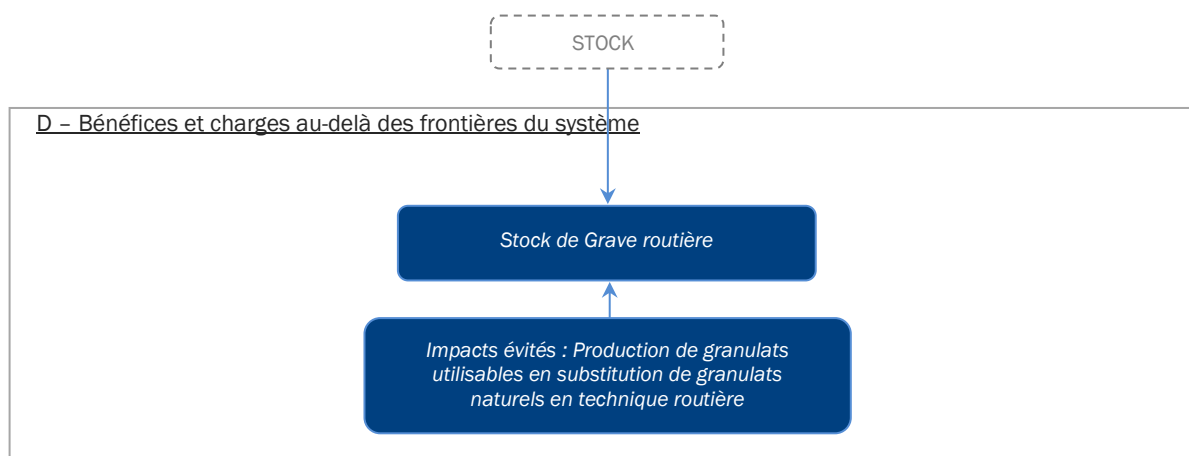 STOCK
D – Bénéfices et charges au-delà des frontières du système
Stock de Grave routière
Impacts évités : Production de granulats
utilisables en substitution de granulats
naturels en technique routière